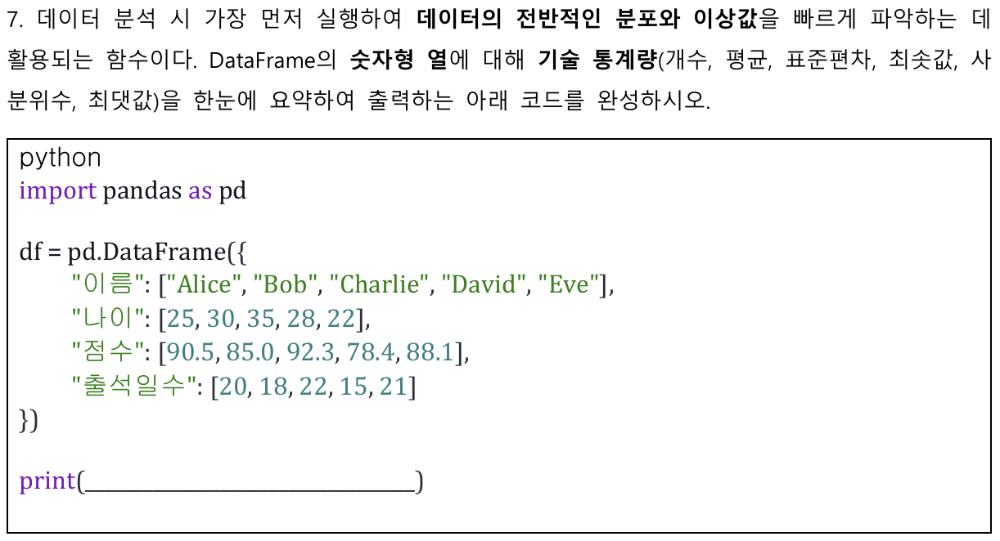 7. 데이터 분석 시 가장 먼저 실행하여 데이터의 전반적인 분포와 이상값을 빠르게 파악하는 데
활용되는 함수이다. DataFrame의 숫자형 열에 대해 기술 통계량(개수, 평균, 표준편차, 최솟값, 사
분위수, 최댓값)을 한눈에 요약하여 출력하는 아래 코드를 완성하시오.
python
import pandas as pd
df = pd.DataFrame({
"이름": ["Alice", "Bob", "Charlie", "David", "Eve"],
"나이": [25, 30, 35, 28, 22],
"점수": [90.5, 85.0, 92.3, 78.4, 88.1],
"출석일수": [20, 18, 22, 15, 21]
})
print(______________________________)